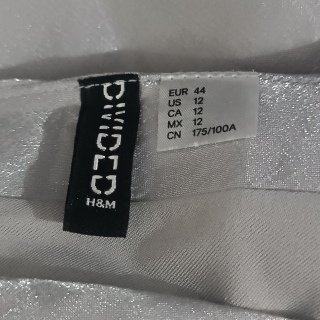 DIVIDED
H&M
EUR 44
US 12
CA 12
MX 12
CN 175/100A